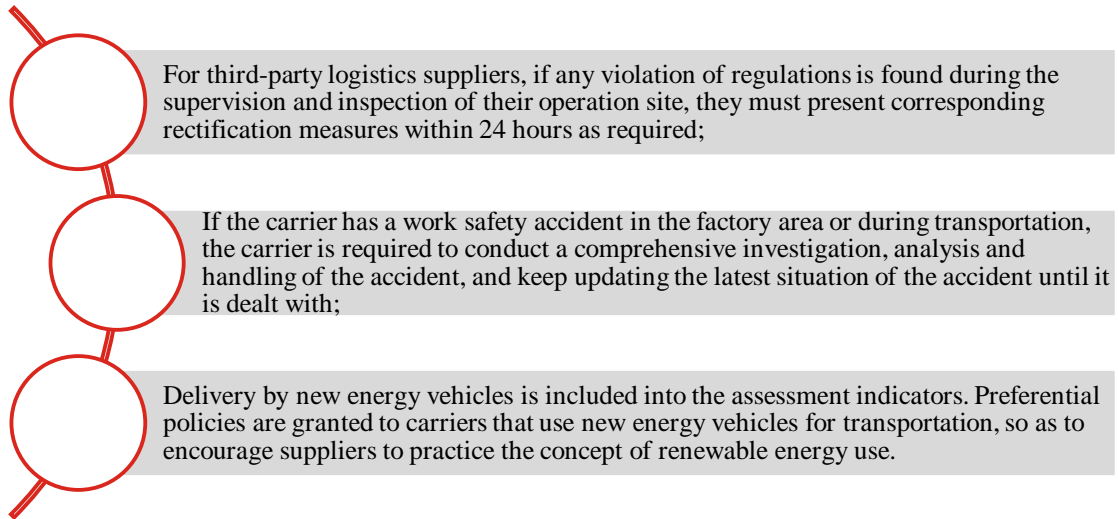 For third-party logistics suppliers, if any violation of regulations is found during the
supervision and inspection of their operation site, they must present corresponding
rectification measures within 24 hours as required;
If the carrier has a work safety accident in the factory area or during transportation,
the carrier is required to conduct a comprehensive investigation, analysis and
handling of the accident, and keep updating the latest situation of the accident until it
is dealt with;
Delivery by new energy vehicles is included into the assessment indicators. Preferential
policies are granted to carriers that use new energy vehicles for transportation, so as to
encourage suppliers to practice the concept of renewable energy use.